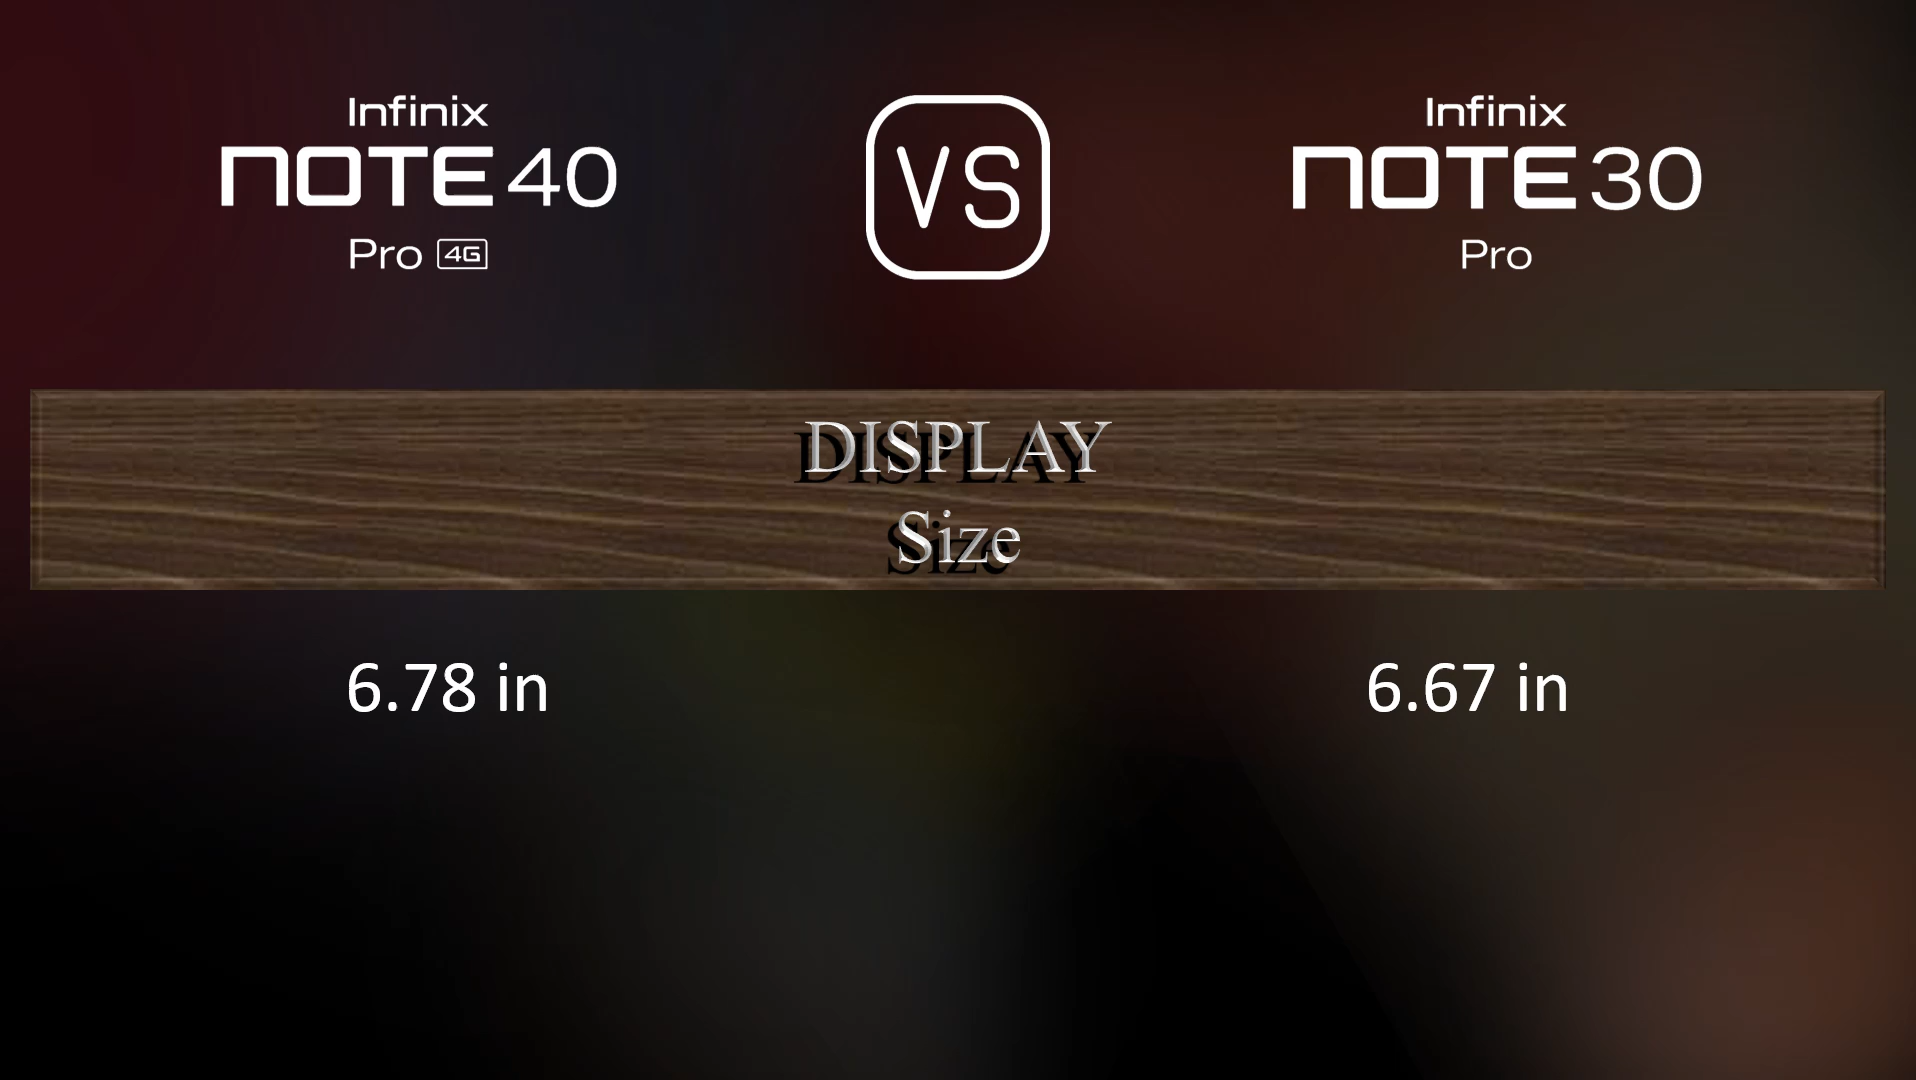 Infinix
NOTE 40
Pro 4G
VS
Infinix
NOTE 30
Pro
DISPLAY
Size
6.78 in
6.67 in